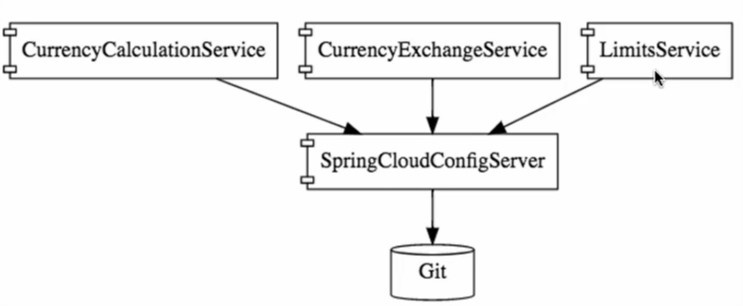 CurrencyCalculationService
CurrencyExchangeService
LimitsService
SpringCloudConfigServer
Git